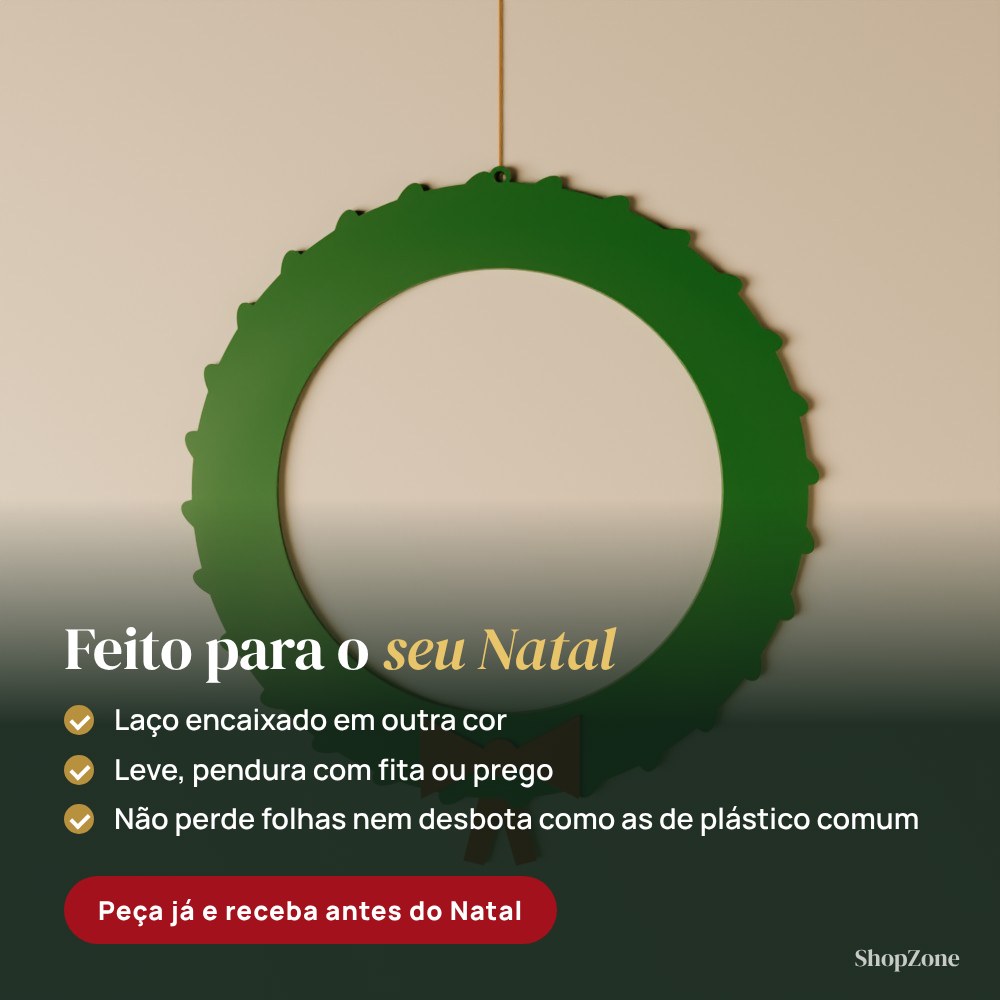 Feito para o seu Natal
Laço encaixado em outra cor
Leve, pendura com fita ou prego
Não perde folhas nem desbota como as de plástico comum
Peça já e receba antes do Natal
ShopZone